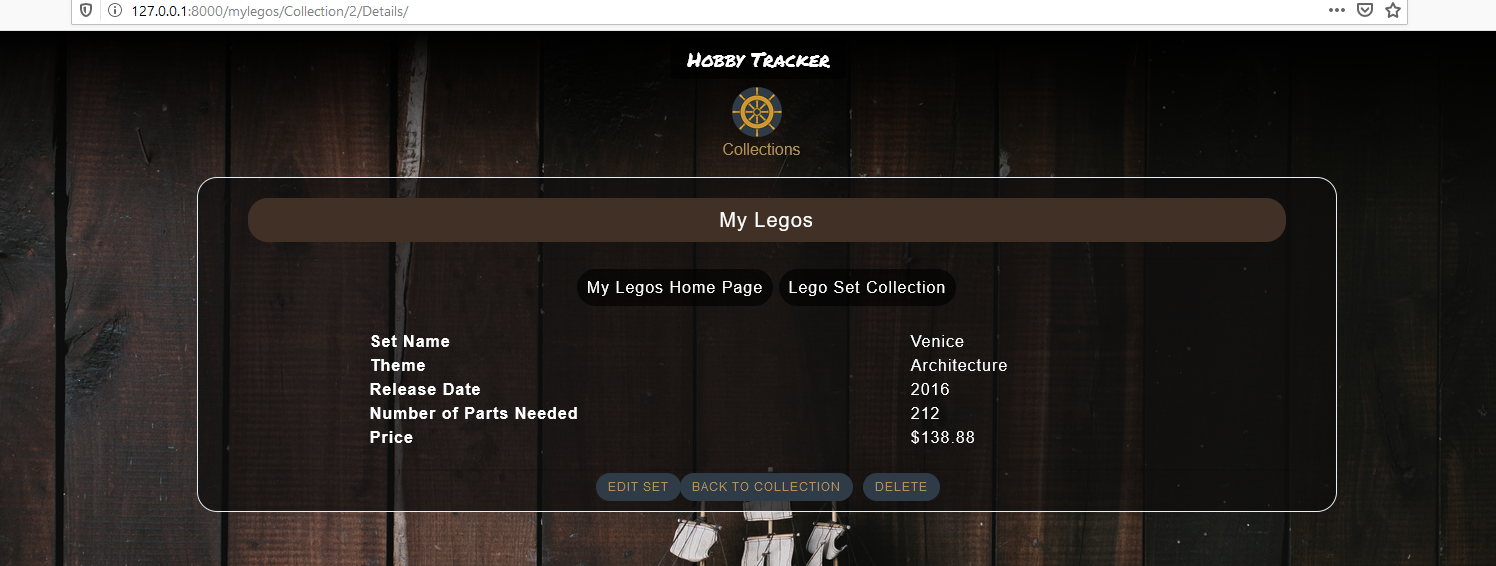 127.0.0.1:8000/mylegos/Collection/2/Details/
Hobby Tracker
Collections
My Legos
My Legos Home Page Lego Set Collection
Set Name Venice
Theme Architecture
Release Date 2016
Number of Parts Needed 212
Price $138.88
EDIT SET BACK TO COLLECTION DELETE